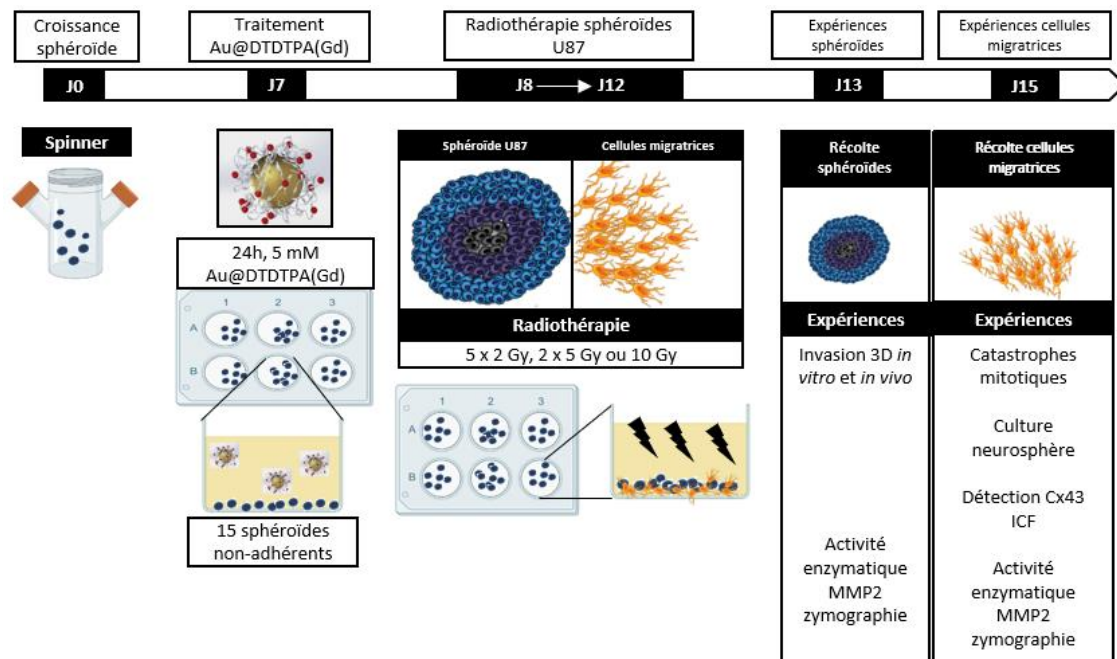 Croissance
sphéroïde
Traitement
Au@DTDTPA(Gd)
Radiothérapie sphéroïdes
U87
Expériences
sphéroïdes
Expériences cellules
migratrices
J0
J7
J8
J12
J13
J15
Spinner
24h, 5 mM
Au@DTDTPA(Gd)
1
2
3
A
B
15 sphéroïdes
non-adhérents
Sphéroïde U87
Cellules migratrices
Radiothérapie
5 x 2 Gy, 2 x 5 Gy ou 10 Gy
1
2
3
A
B
Récolte
sphéroïdes
Expériences
Invasion 3D in
vitro et in vivo
Activité
enzymatique
MMP2
zymographie
Récolte cellules
migratrices
Expériences
Catastrophes
mitotiques
Culture
neurosphère
Détection Cx43
ICF
Activité
enzymatique
MMP2
zymographie